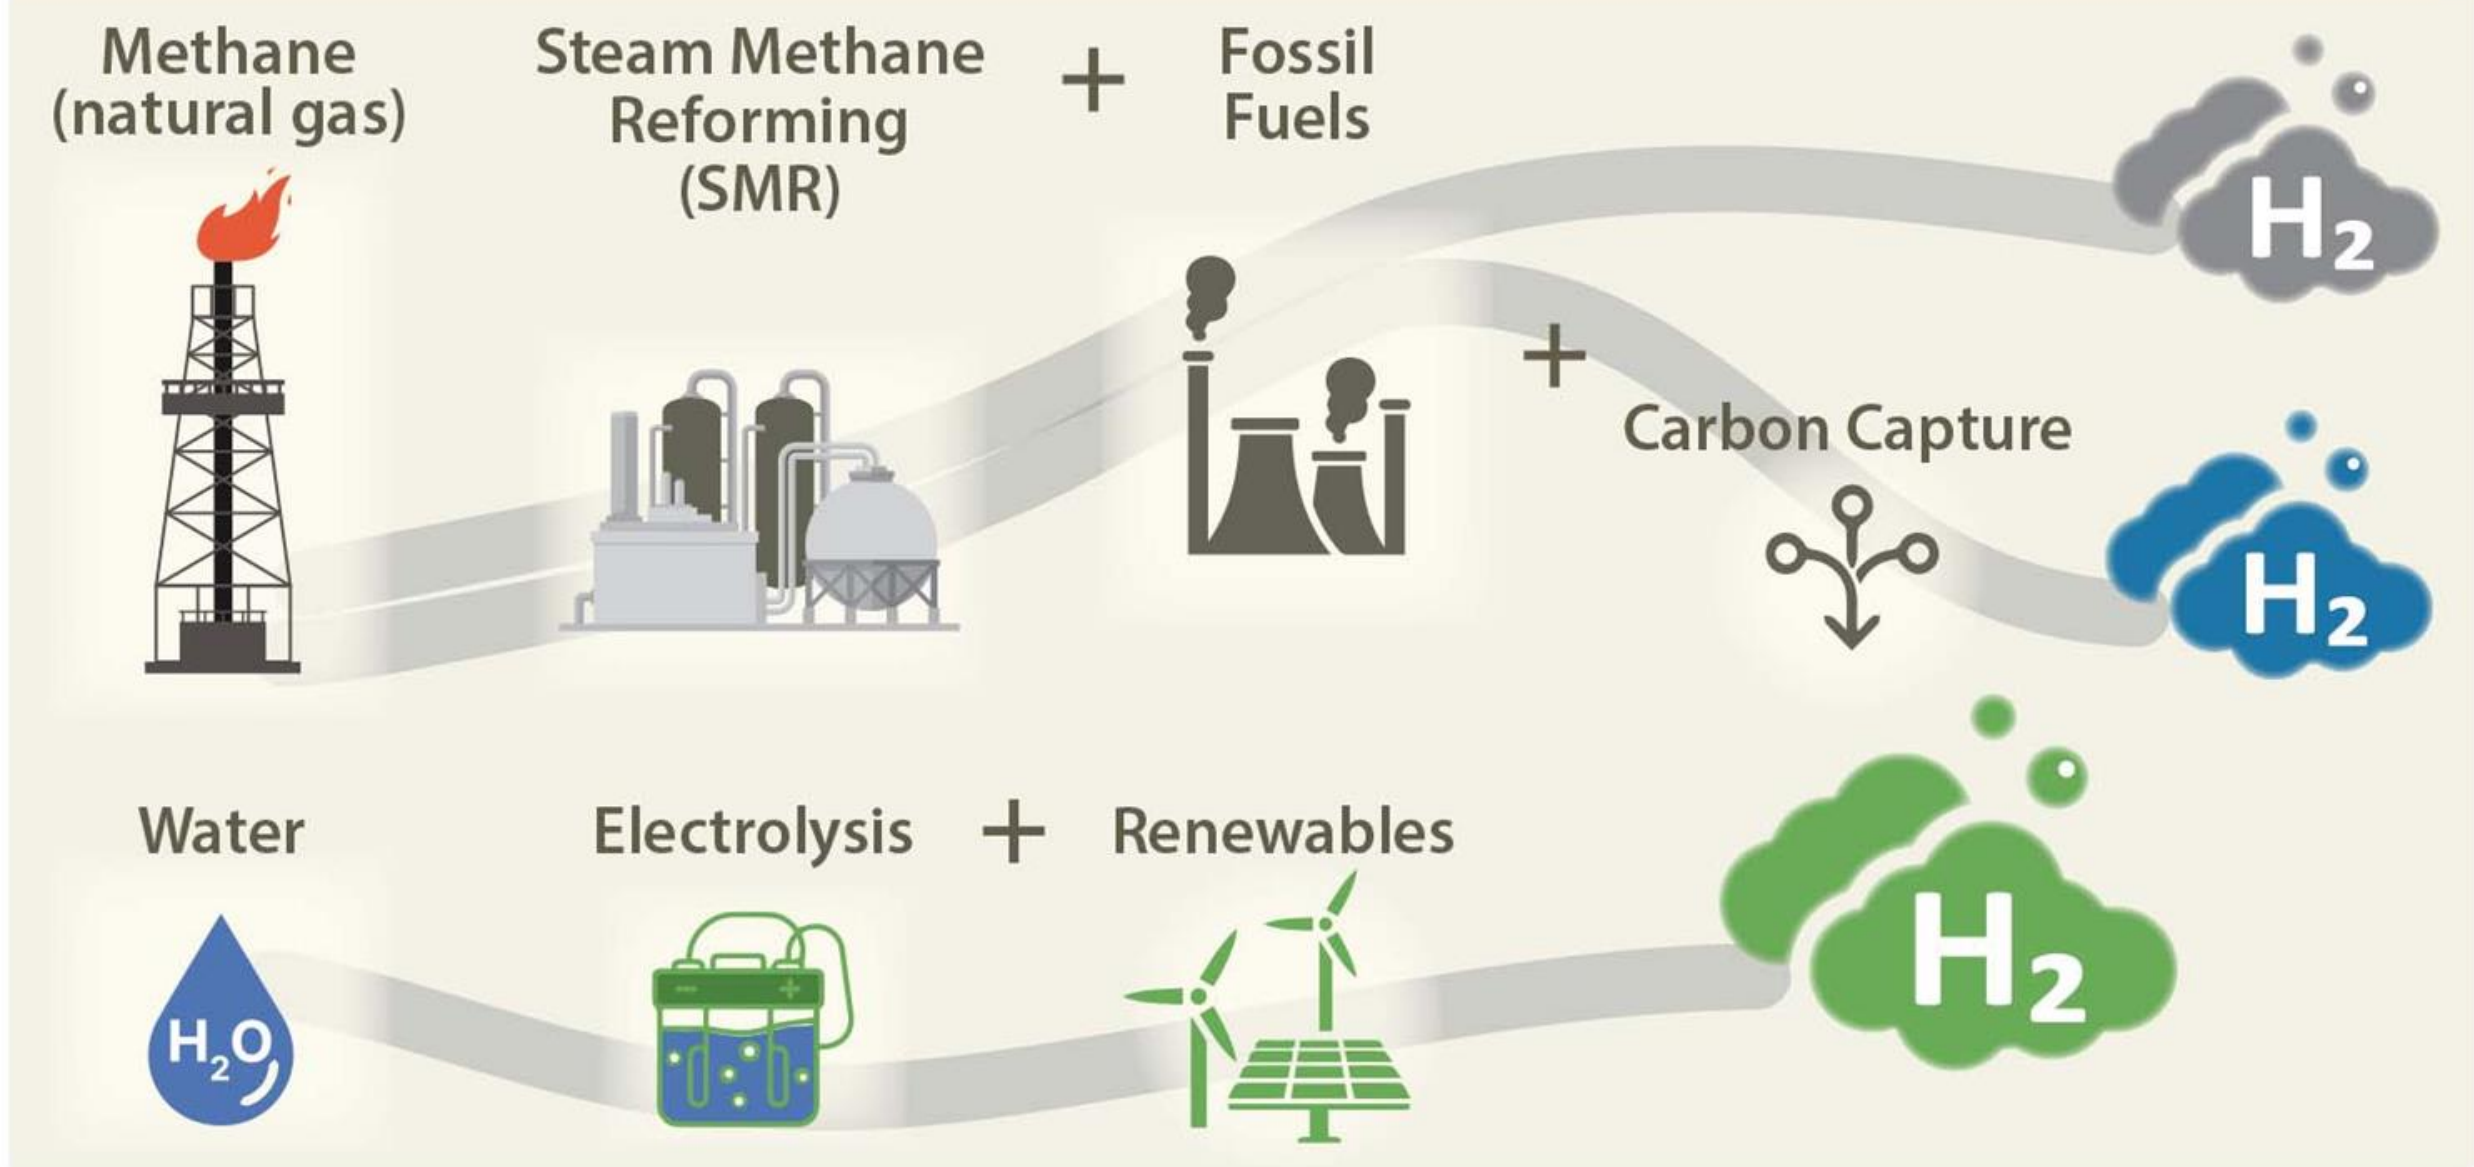 Methane
(natural gas)
Steam Methane
Reforming
(SMR)
+
Fossil
Fuels
H₂
+
Carbon Capture
H₂
Water
Electrolysis
+
Renewables
H₂O
− +
H₂